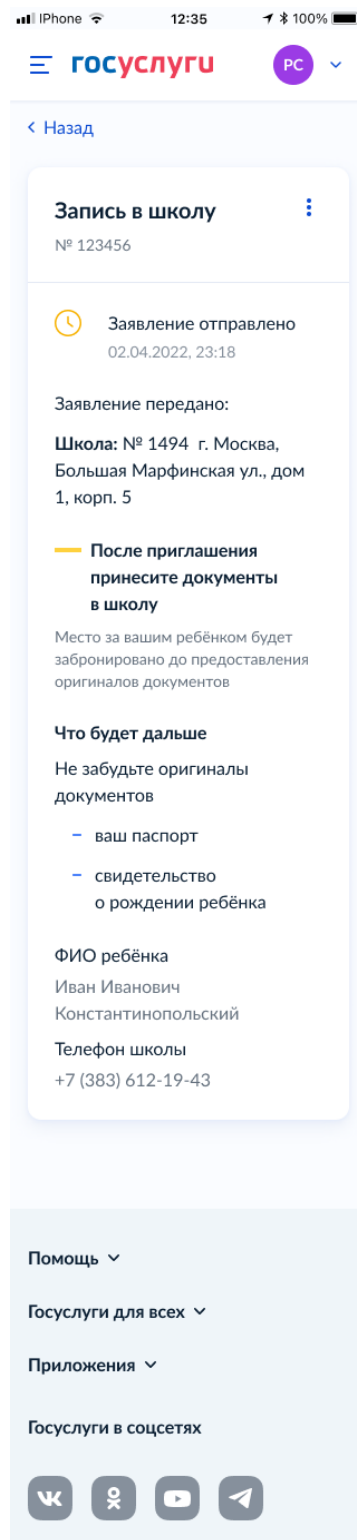 iPhone 12:35 100%
госуслуги РС
Назад
Запись в школу
№ 123456
Заявление отправлено
02.04.2022, 23:18
Заявление передано:
Школа: № 1494 г. Москва,
Большая Марфинская ул., дом
1, корп. 5
После приглашения
принесите документы
в школу
Место за вашим ребёнком будет
забронировано до предоставления
оригиналов документов
Что будет дальше
Не забудьте оригиналы
документов
– ваш паспорт
– свидетельство
о рождении ребёнка
ФИО ребёнка
Иван Иванович
Константинопольский
Телефон школы
+7 (383) 612-19-43
Помощь
Госуслуги для всех
Приложения
Госуслуги в соцсетях